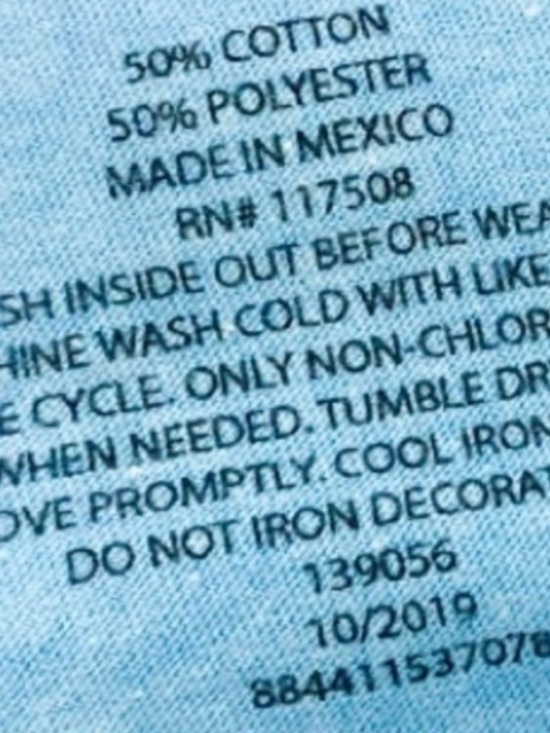 50% COTTON
50% POLYESTER
MADE IN MEXICO
RN# 117508
SH INSIDE OUT BEFORE WEA
HINE WASH COLD WITH LIKE
E CYCLE. ONLY NON-CHLOR
WHEN NEEDED. TUMBLE DR
OVE PROMPTLY. COOL IRON
DO NOT IRON DECORAT
139056
10/2019
884411537078